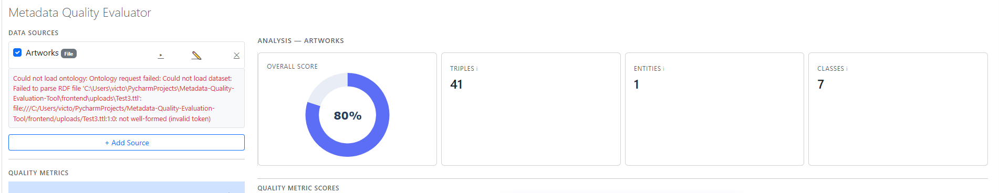 Metadata Quality Evaluator
DATA SOURCES
Artworks File
Could not load ontology: Ontology request failed: Could not load dataset:
Failed to parse RDF file 'C:\Users\victo\PycharmProjects\Metadata-Quality-
Evaluation-Tool\frontend\uploads\Test3.ttl':
file:///C:/Users/victo/PycharmProjects/Metadata-Quality-Evaluation-
Tool/frontend/uploads/Test3.ttl:1:0: not well-formed (invalid token)
+ Add Source
QUALITY METRICS
ANALYSIS — ARTWORKS
OVERALL SCORE
80%
TRIPLES i
41
ENTITIES i
1
CLASSES i
7
QUALITY METRIC SCORES